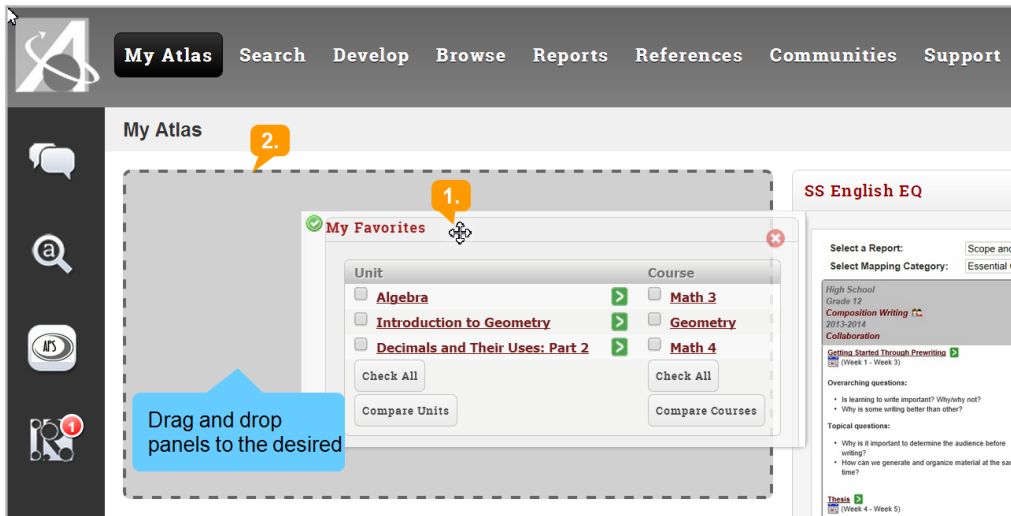 My Atlas Search Develop Browse Reports References Communities Support
My Atlas
2.
1.
My Favorites
Unit Course
Algebra Math 3
Introduction to Geometry Geometry
Decimals and Their Uses: Part 2 Math 4
Check All Check All
Compare Units Compare Courses
Drag and drop
panels to the desired
a
APS
1
SS English EQ
Select a Report: Scope and
Select Mapping Category: Essential
High School
Grade 12
Composition Writing
2013-2014
Collaboration
Getting Started Through Prewriting
(Week 1 - Week 3)
Overarching questions:
• Is learning to write important? Why/why not?
• Why is some writing better than other?
Topical questions:
• Why is it important to determine the audience before
writing?
• How can we generate and organize material at the
time?
Thesis
(Week 4 - Week 5)